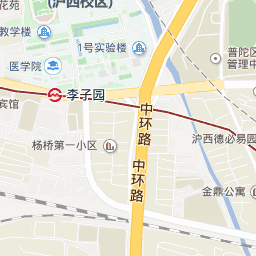 花苑
(沪西校区)
教学楼
1号实验楼
医学院
普陀区
管理中
李子园
宾馆
中环路
沪西德必易园
杨桥第一小区
中环路
金鼎公寓